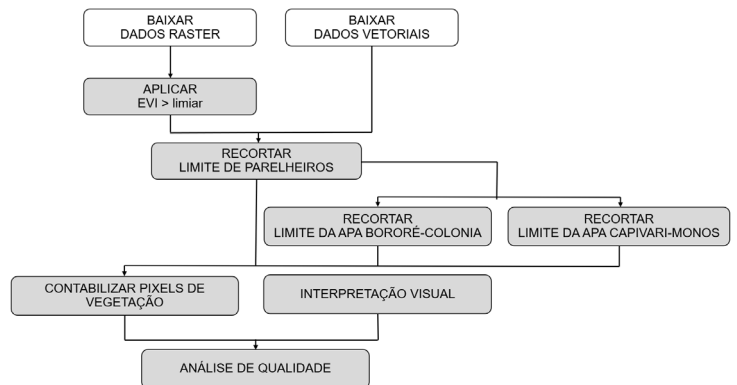 BAIXAR
DADOS RASTER
BAIXAR
DADOS VETORIAIS
APLICAR
EVI > limiar
RECORTAR
LIMITE DE PARELHEIROS
RECORTAR
LIMITE DA APA BORORÉ-COLONIA
RECORTAR
LIMITE DA APA CAPIVARI-MONOS
CONTABILIZAR PIXELS DE
VEGETAÇÃO
INTERPRETAÇÃO VISUAL
ANÁLISE DE QUALIDADE